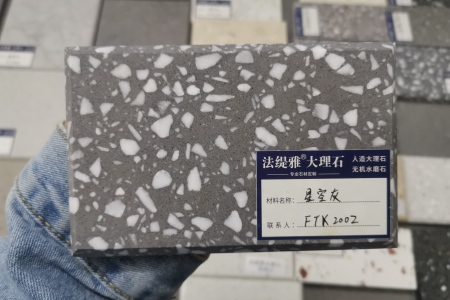 法缇雅®大理石
专业石材定制
人造大理石
无机水磨石
材料名称: 星空灰
联系人: FTK2002